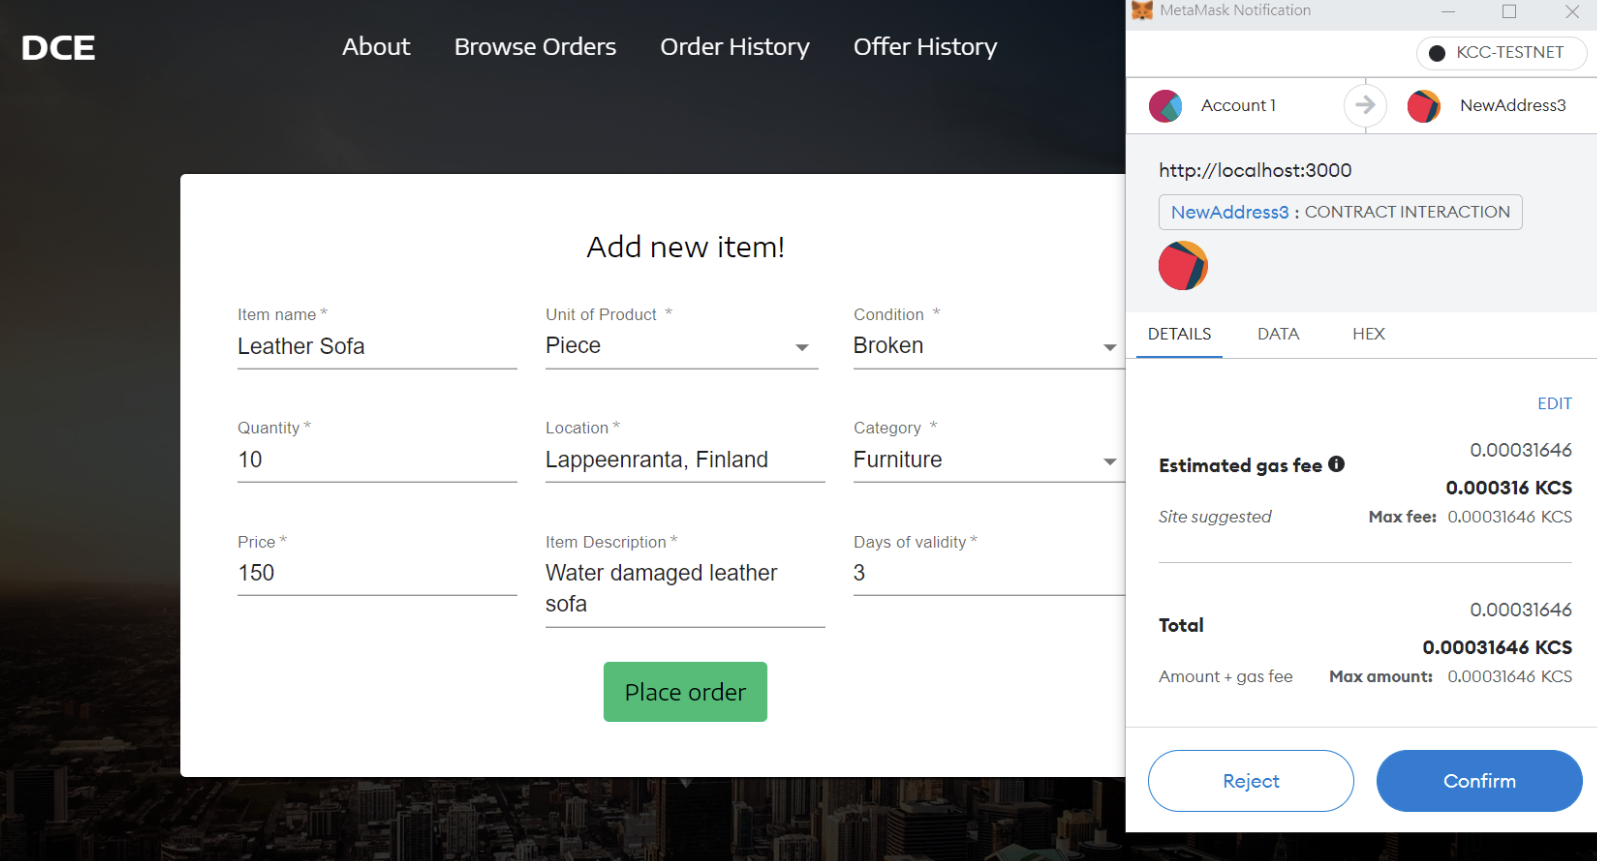 DCE
About Browse Orders Order History Offer History
Add new item!
Item name * Unit of Product * Condition *
Leather Sofa Piece Broken
Quantity * Location * Category *
10 Lappeenranta, Finland Furniture
Price * Item Description * Days of validity *
150 Water damaged leather 3
sofa
Place order
MetaMask Notification
KCC-TESTNET
Account 1 NewAddress3
http://localhost:3000
NewAddress3 : CONTRACT INTERACTION
DETAILS DATA HEX
EDIT
0.00031646
Estimated gas fee
0.000316 KCS
Site suggested Max fee: 0.00031646 KCS
0.00031646
Total
0.00031646 KCS
Amount + gas fee Max amount: 0.00031646 KCS
Reject Confirm